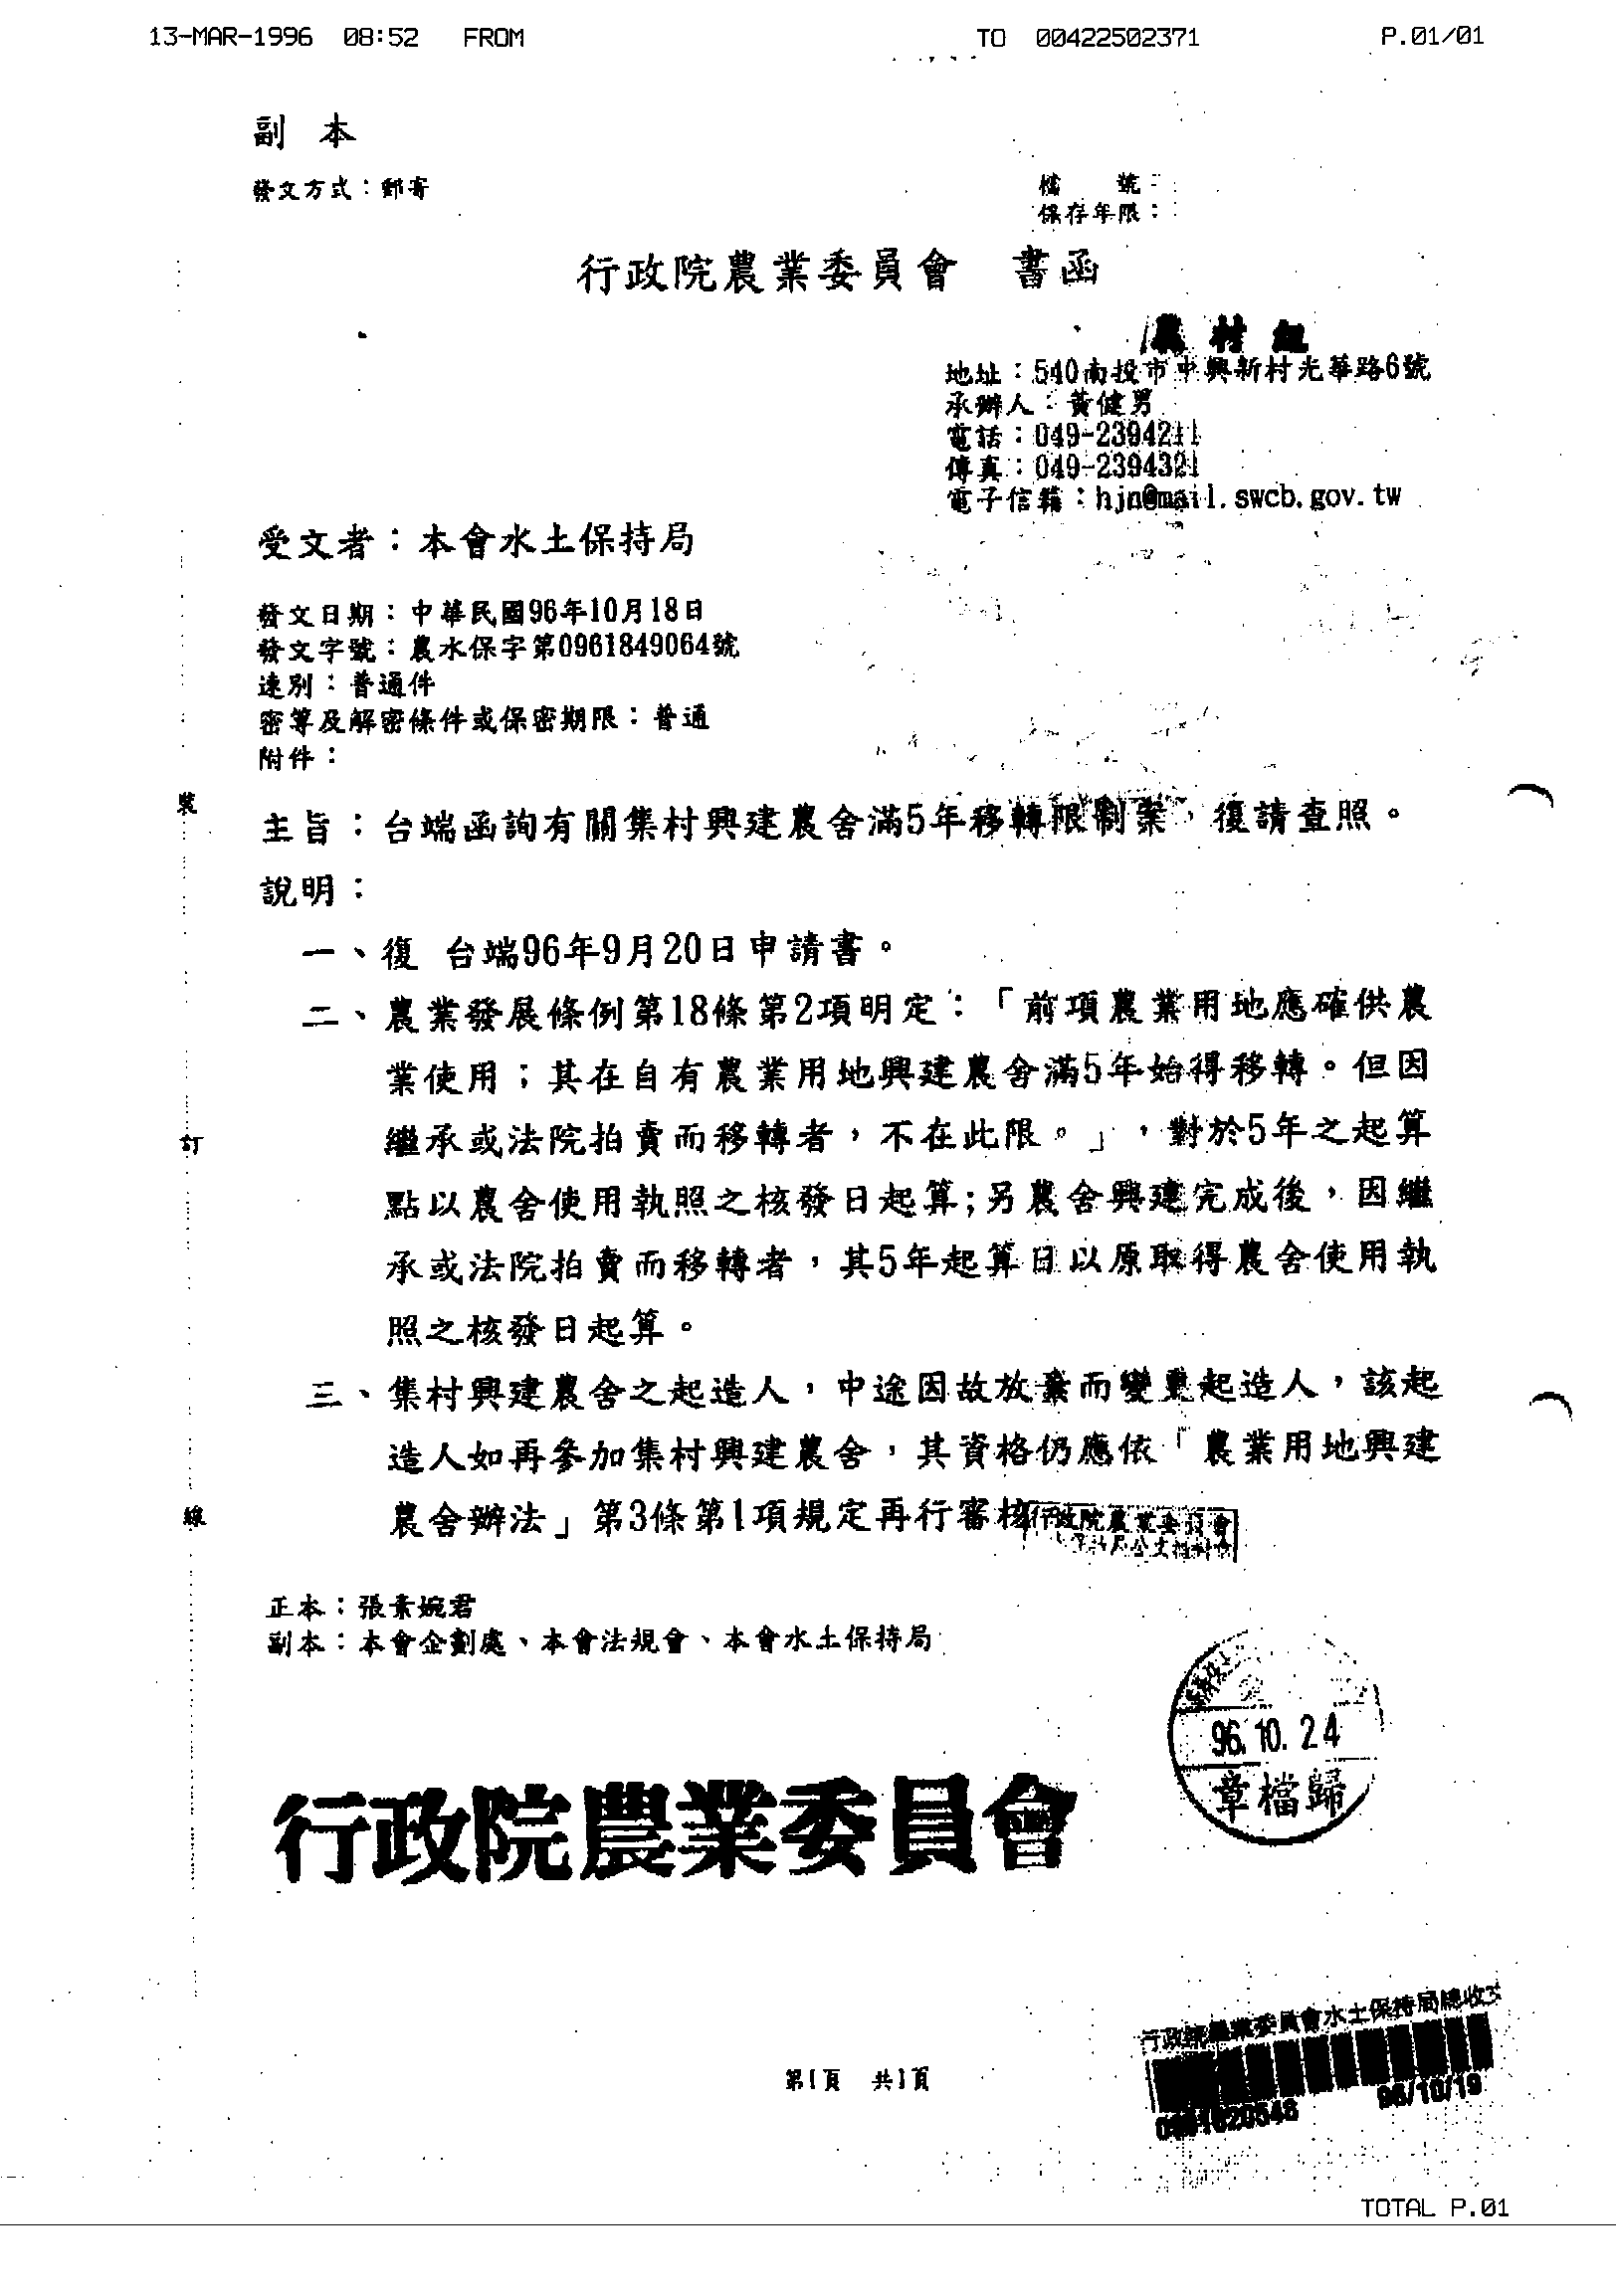 13-MAR-1996 08:52 FROM TO 00422502371 P.01/01
副 本
發文方式：郵寄
檔 號：
保存年限：
行政院農業委員會 書函
農村組
地址：540南投市中興新村光華路6號
承辦人：黃健男
電話：049-2394211
傳真：049-2394321
電子信箱：hjn@mail.swcb.gov.tw
受文者：本會水土保持局
發文日期：中華民國96年10月18日
發文字號：農水保字第0961849064號
速別：普通件
密等及解密條件或保密期限：普通
附件：
裝
主旨：台端函詢有關集村興建農舍滿5年移轉限制案，復請查照。
說明：
一、復 台端96年9月20日申請書。
二、農業發展條例第18條第2項明定：「前項農業用地應確供農
業使用；其在自有農業用地興建農舍滿5年始得移轉。但因
訂
繼承或法院拍賣而移轉者，不在此限。」，對於5年之起算
點以農舍使用執照之核發日起算;另農舍興建完成後，因繼
承或法院拍賣而移轉者，其5年起算日以原取得農舍使用執
照之核發日起算。
三、集村興建農舍之起造人，中途因故放棄而變更起造人，該起
造人如再參加集村興建農舍，其資格仍應依「農業用地興建
線
農舍辦法」第3條第1項規定再行審核
行政院農業委員會
正本：張素婉君
副本：本會企劃處、本會法規會、本會水土保持局
96.10.24
章檔歸
行政院農業委員會
行政院農業委員會水土保持局總收文
96/10/19
第1頁 共1頁
TOTAL P.01